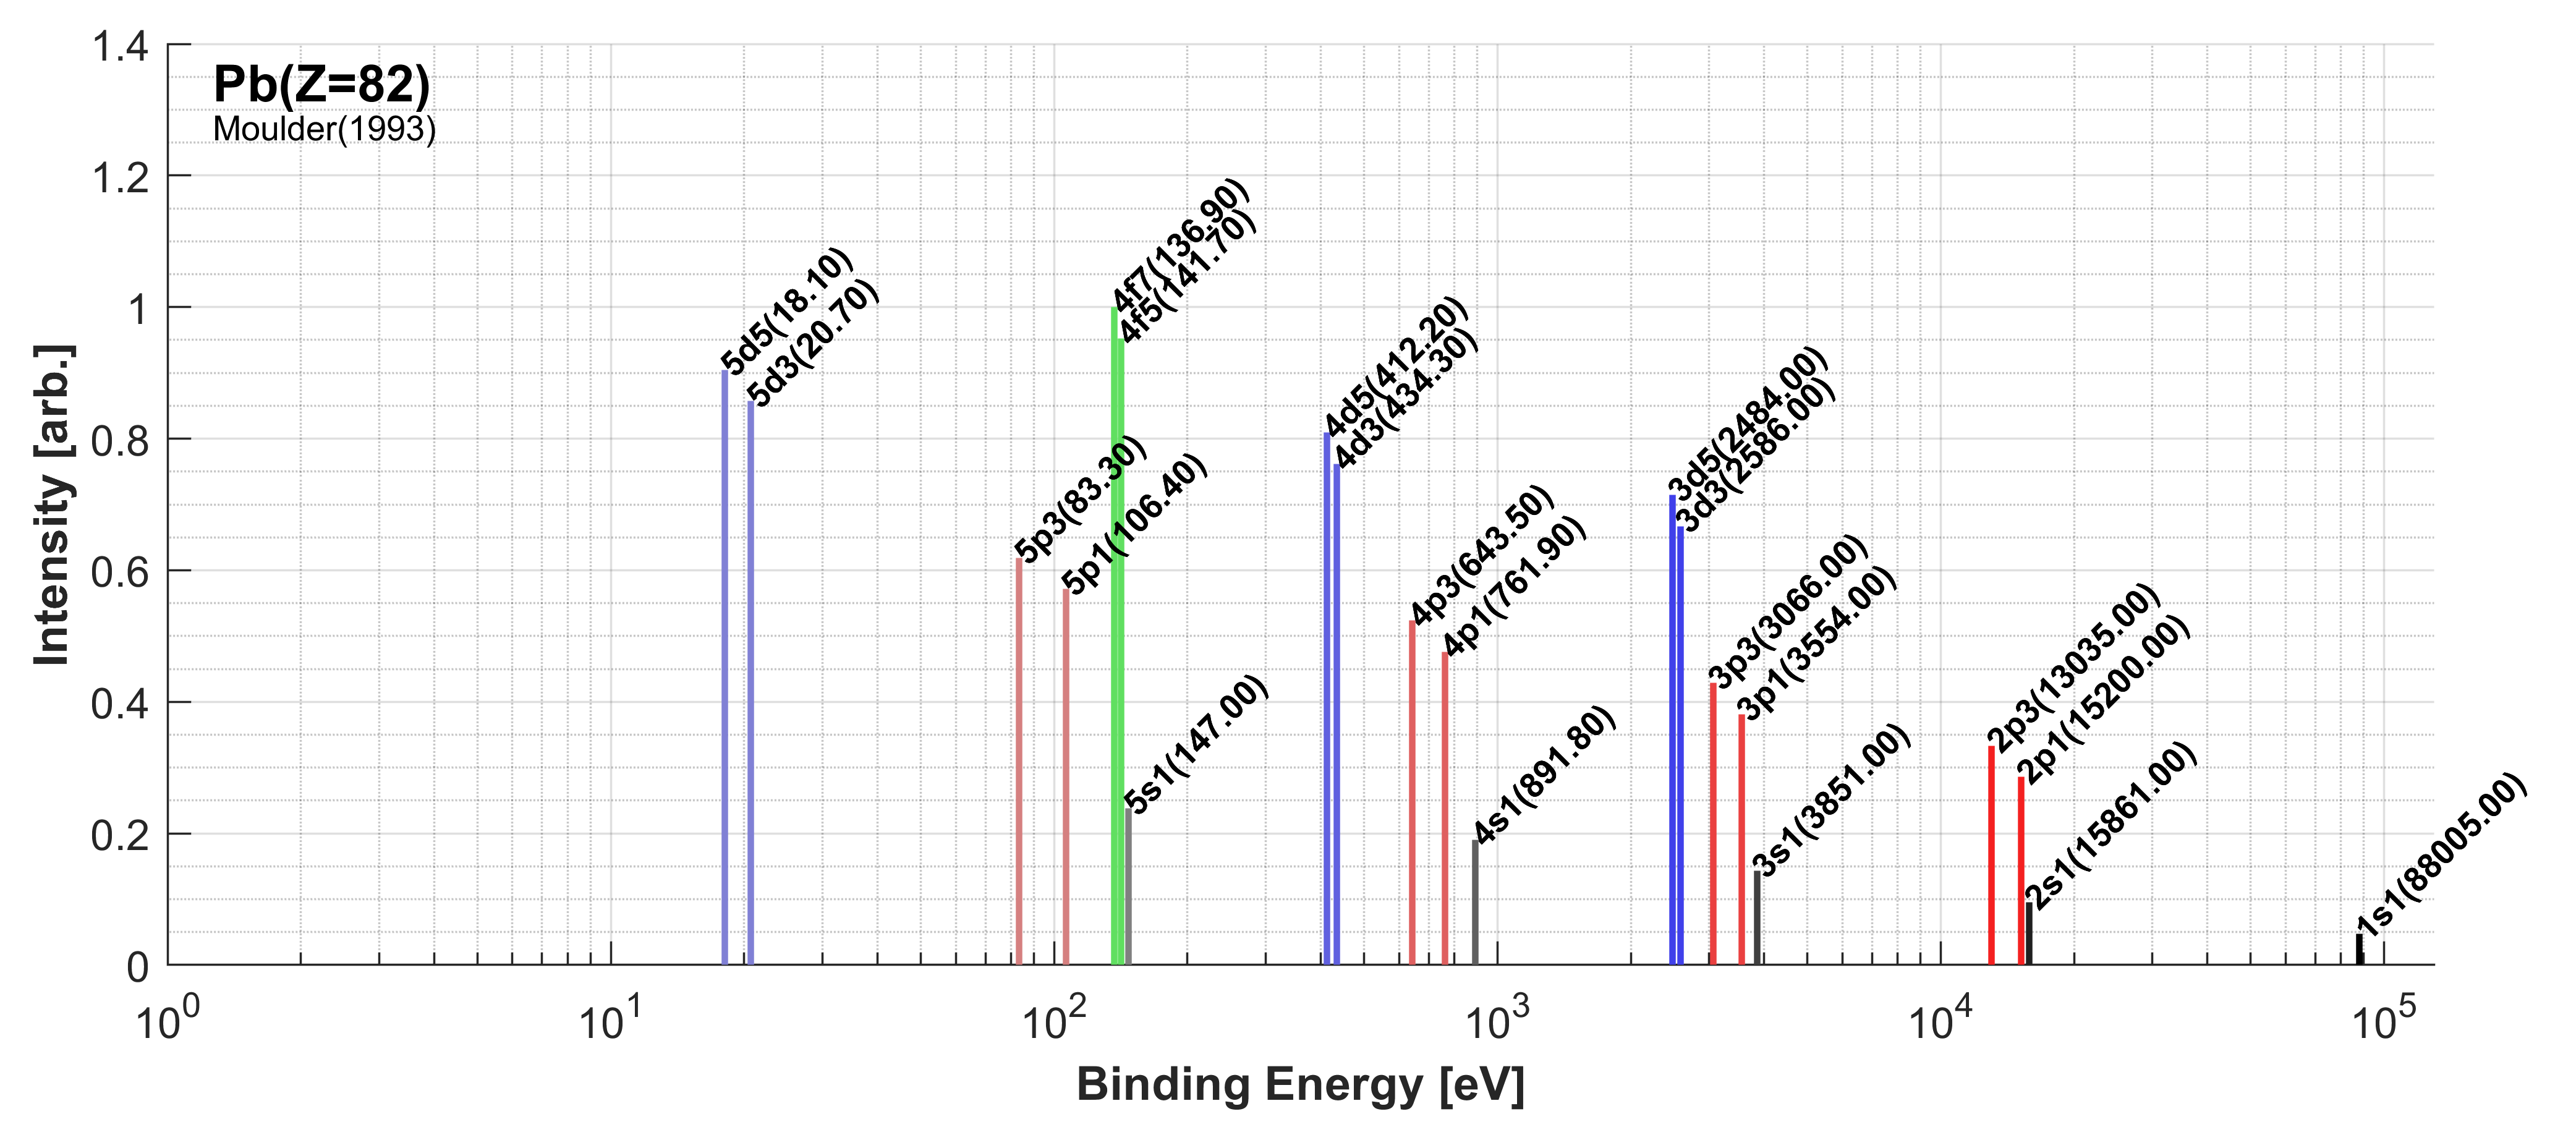 Pb(Z=82)
Moulder(1993)
Intensity [arb.]
1.4
1.2
1
0.8
0.6
0.4
0.2
0
5d5(18.10)
5d3(20.70)
5p3(83.30)
5p1(106.40)
4f7(136.90)
4f5(141.70)
5s1(147.00)
4d5(412.20)
4d3(434.30)
4p3(643.50)
4p1(761.90)
4s1(891.80)
3d5(2484.00)
3d3(2586.00)
3p3(3066.00)
3p1(3554.00)
3s1(3851.00)
2p3(13035.00)
2p1(15200.00)
2s1(15861.00)
1s1(88005.00)
10^0 10^1 10^2 10^3 10^4 10^5
Binding Energy [eV]